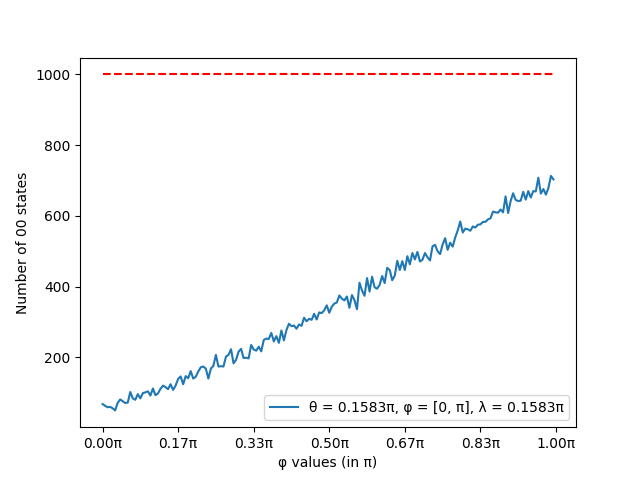 1000
800
600
400
200
Number of 00 states
θ = 0.1583π, φ = [0, π], λ = 0.1583π
0.00π 0.17π 0.33π 0.50π 0.67π 0.83π 1.00π
φ values (in π)